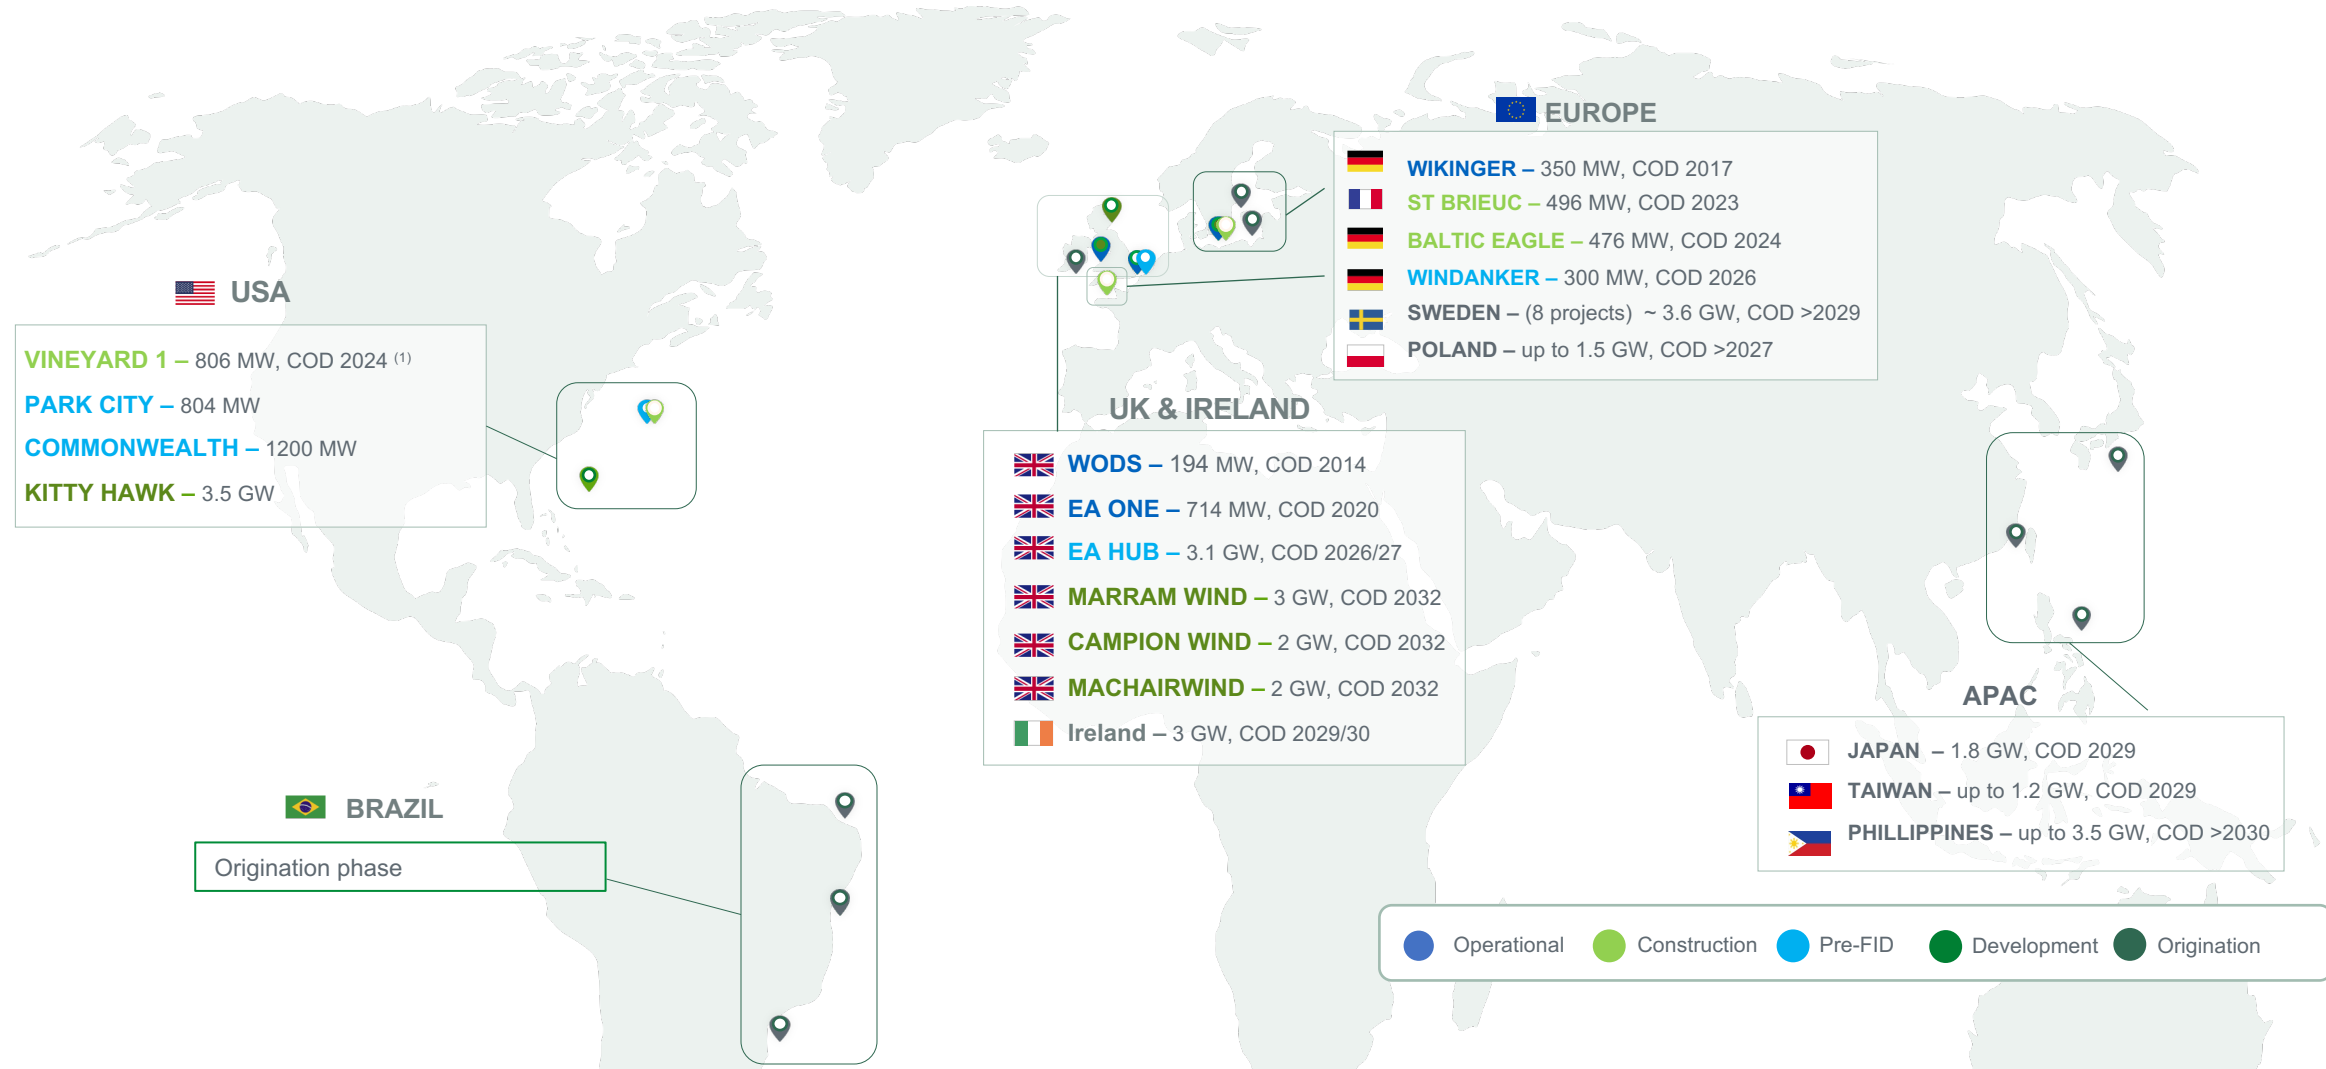 EUROPE
WIKINGER – 350 MW, COD 2017
ST BRIEUC – 496 MW, COD 2023
BALTIC EAGLE – 476 MW, COD 2024
WINDANKER – 300 MW, COD 2026
SWEDEN – (8 projects) ~ 3.6 GW, COD >2029
POLAND – up to 1.5 GW, COD >2027
USA
VINEYARD 1 – 806 MW, COD 2024 (1)
PARK CITY – 804 MW
COMMONWEALTH – 1200 MW
KITTY HAWK – 3.5 GW
UK & IRELAND
WODS – 194 MW, COD 2014
EA ONE – 714 MW, COD 2020
EA HUB – 3.1 GW, COD 2026/27
MARRAM WIND – 3 GW, COD 2032
CAMPION WIND – 2 GW, COD 2032
MACHAIRWIND – 2 GW, COD 2032
Ireland – 3 GW, COD 2029/30
APAC
JAPAN – 1.8 GW, COD 2029
TAIWAN – up to 1.2 GW, COD 2029
PHILLIPPINES – up to 3.5 GW, COD >2030
BRAZIL
Origination phase
Operational Construction Pre-FID Development Origination